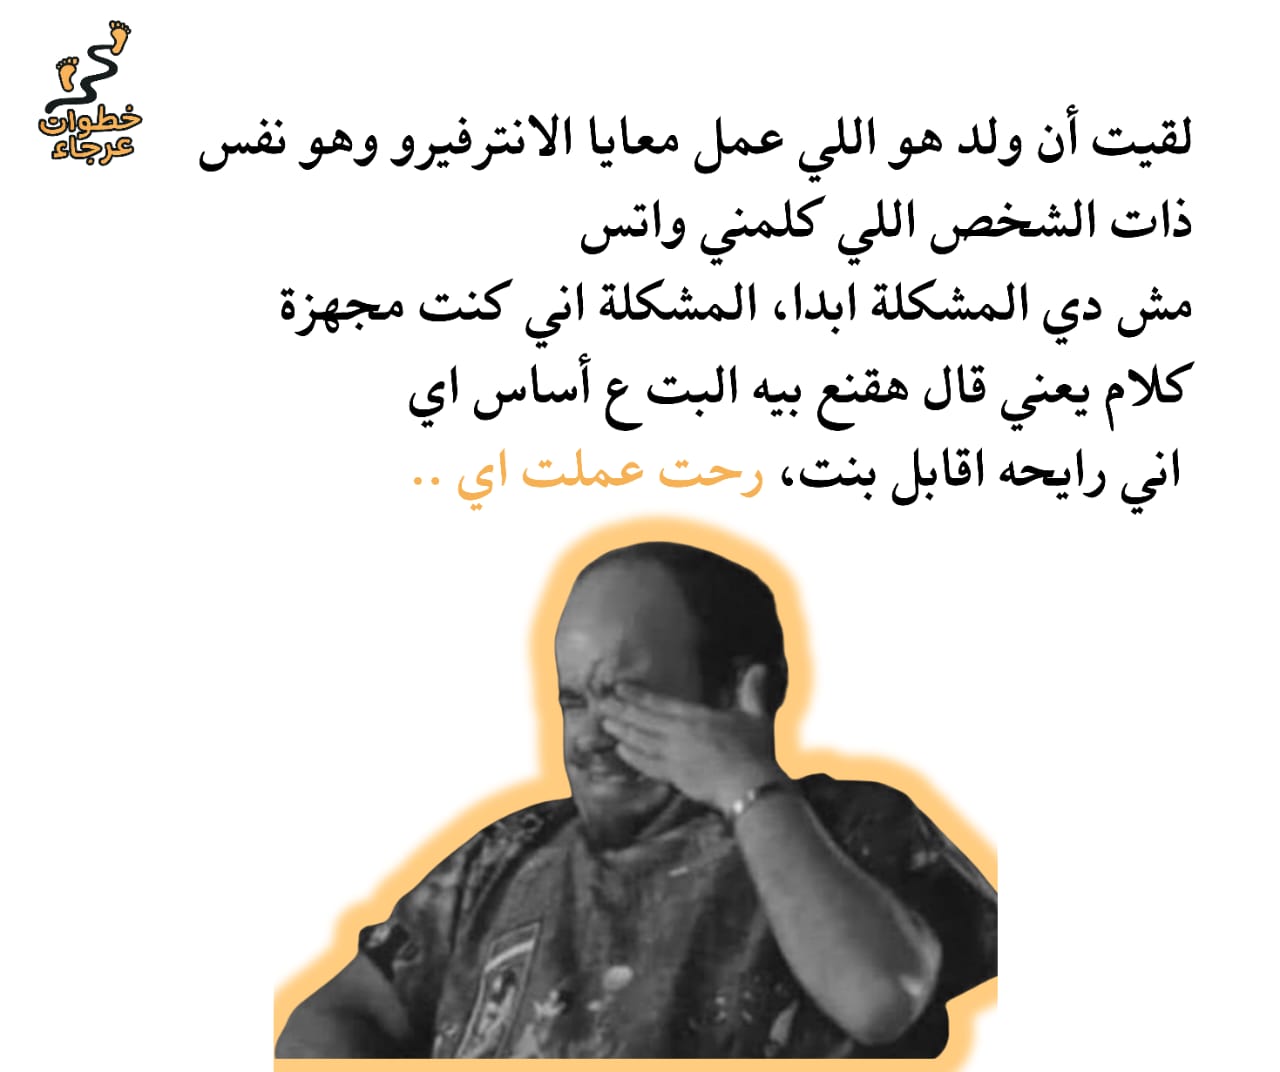 خطوات
عرجاء
لقيت أن ولد هو اللي عمل معايا الانترفيرو وهو نفس
ذات الشخص اللي كلمني واتس
مش دي المشكلة ابدا، المشكلة اني كنت مجهزة
كلام يعني قال هقنع بيه البت ع أساس اي
اني رايحه اقابل بنت، رحت عملت اي ..